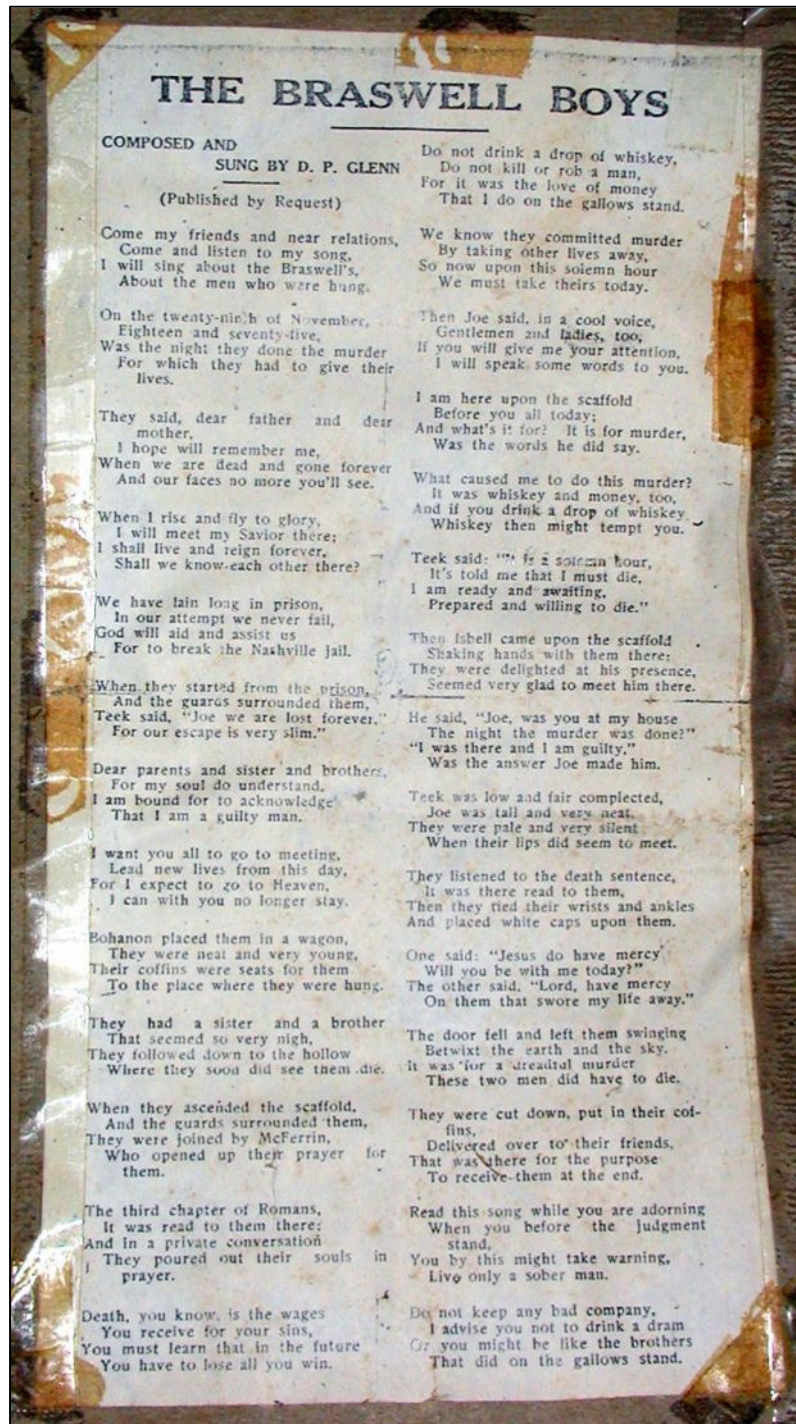 THE BRASWELL BOYS
COMPOSED AND
SUNG BY D. P. GLENN
(Published by Request)
Come my friends and near relations,
Come and listen to my song,
I will sing about the Braswell's.
About the men who were hung.
On the twenty-ninth of November,
Eighteen and seventy-five,
Was the night they done the murder
For which they had to give their
lives.
They said, dear father and dear
mother,
I hope will remember me,
When we are dead and gone forever
And our faces no more you'll see.
When I rise and fly to glory,
I will meet my Savior there;
I shall live and reign forever,
Shall we know each other there?
We have lain long in prison,
In our attempt we never fail,
God will aid and assist us
For to break the Nashville jail.
When they started from the prison,
And the guards surrounded them,
Teek said, "Joe we are lost forever,"
For our escape is very slim."
Dear parents and sister and brothers,
For my soul do understand,
I am bound for to acknowledge
That I am a guilty man.
I want you all to go to meeting,
Lead new lives from this day,
For I expect to go to Heaven,
I can with you no longer stay.
Bohanon placed them in a wagon,
They were neat and very young,
Their coffins were seats for them
To the place where they were hung.
They had a sister and a brother
That seemed so very nigh,
They followed down to the hollow
Where they soon did see them die.
When they ascended the scaffold,
And the guards surrounded them,
They were joined by McFerrin,
Who opened up their prayer for
them.
The third chapter of Romans,
It was read to them there;
And in a private conversation
They poured out their souls in
prayer.
Death, you know, is the wages
You receive for your sins,
You must learn that in the future
You have to lose all you win.
Do not drink a drop of whiskey,
Do not kill or rob a man,
For it was the love of money
That I do on the gallows stand.
We know they committed murder
By taking other lives away,
So now upon this solemn hour
We must take theirs today.
Then Joe said, in a cool voice,
Gentlemen and ladies, too,
If you will give me your attention,
I will speak some words to you.
I am here upon the scaffold
Before you all today;
And what's it for? It is for murder,
Was the words he did say.
What caused me to do this murder?
It was whiskey and money, too,
And if you drink a drop of whiskey
Whiskey then might tempt you.
Teek said: "It is a solemn hour,
It's told me that I must die,
I am ready and awaiting,
Prepared and willing to die."
Then Isbell came upon the scaffold
Shaking hands with them there;
They were delighted at his presence,
Seemed very glad to meet him there.
He said, "Joe, was you at my house
The night the murder was done?"
"I was there and I am guilty,"
Was the answer Joe made him.
Teek was low and fair complected,
Joe was tall and very neat,
They were pale and very silent
When their lips did seem to meet.
They listened to the death sentence,
It was there read to them,
Then they tied their wrists and ankles
And placed white caps upon them.
One said: "Jesus do have mercy
Will you be with me today?"
The other said, "Lord, have mercy
On them that swore my life away."
The door fell and left them swinging
Betwixt the earth and the sky.
It was for a dreadful murder
These two men did have to die.
They were cut down, put in their cof-
fins,
Delivered over to their friends,
That was there for the purpose
To receive them at the end.
Read this song while you are adorning
When you before the judgment
stand,
You by this might take warning,
Live only a sober man.
Do not keep any bad company,
I advise you not to drink a dram
Or you might be like the brothers
That did on the gallows stand.